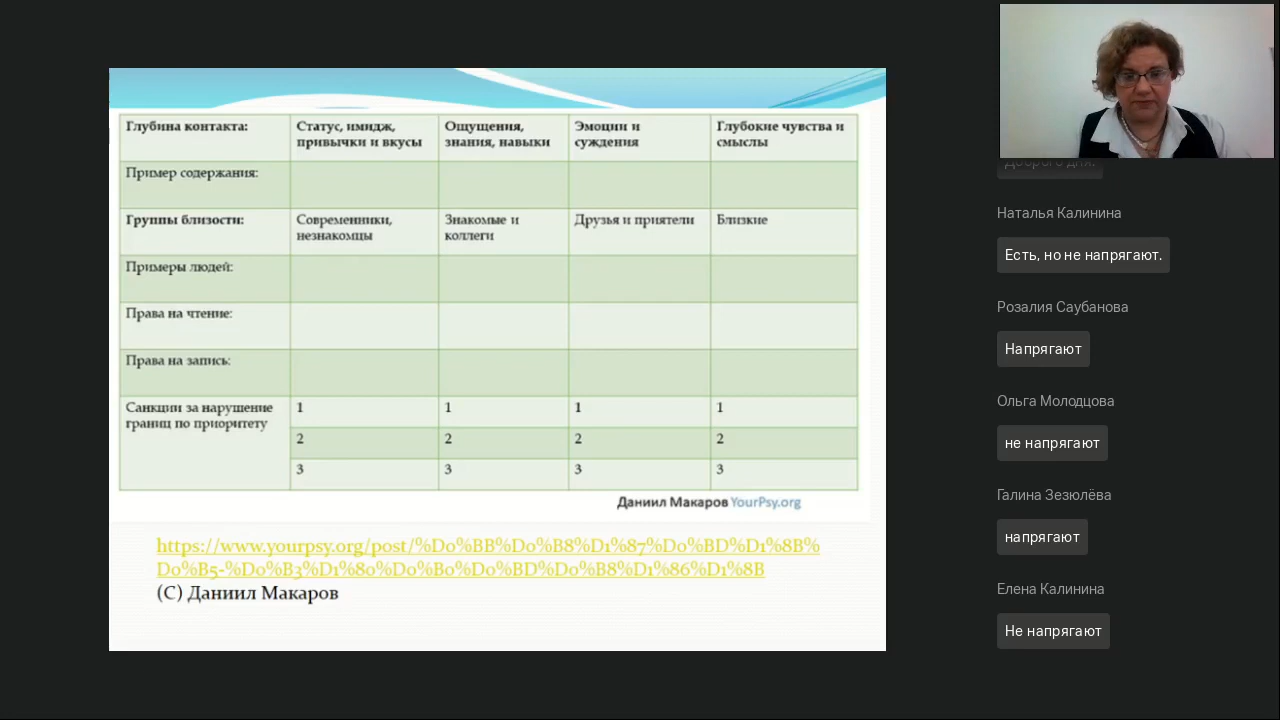 Глубина контакта:
Статус, имидж,
привычки и вкусы
Ощущения,
знания, навыки
Эмоции и
суждения
Глубокие чувства и
смыслы
Пример содержания:
Группы близости:
Современники,
незнакомцы
Знакомые и
коллеги
Друзья и приятели
Близкие
Примеры людей:
Права на чтение:
Права на запись:
Санкции за нарушение
границ по приоритету
1
1
1
1
2
2
2
2
3
3
3
3
Даниил Макаров YourPsy.org
https://www.yourpsy.org/post/%D0%BB%D0%B8%D1%87%D0%BD%D1%8B%
D0%B5-%D0%B3%D1%80%D0%B0%D0%BD%D0%B8%D1%86%D1%8B
(C) Даниил Макаров
Доброго дня.
Наталья Калинина
Есть, но не напрягают.
Розалия Саубанова
Напрягают
Ольга Молодцова
не напрягают
Галина Зезюлёва
напрягают
Елена Калинина
Не напрягают